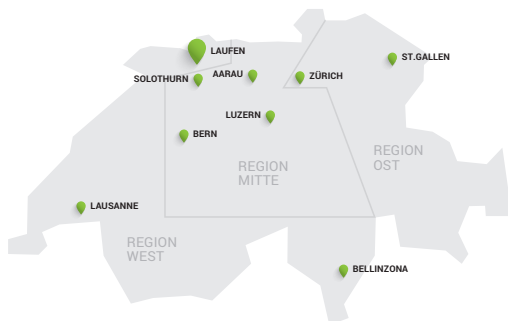 LAUFEN
ST.GALLEN
SOLOTHURN
AARAU
ZÜRICH
LUZERN
BERN
REGION
OST
REGION
MITTE
LAUSANNE
REGION
WEST
BELLINZONA